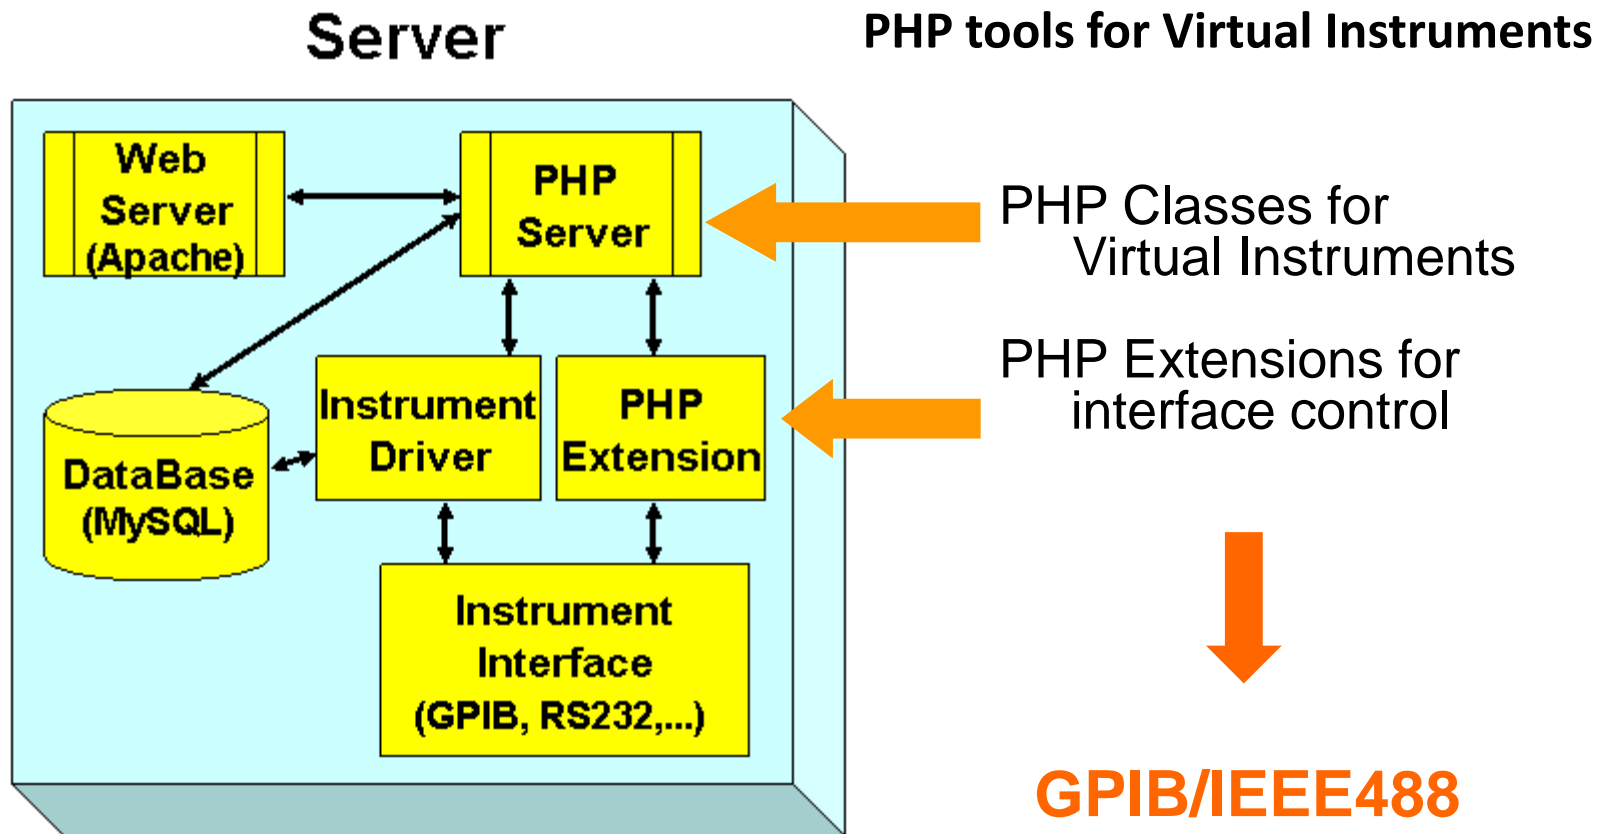 Server
PHP tools for Virtual Instruments
Web
Server
(Apache)
PHP
Server
PHP Classes for
Virtual Instruments
Instrument
Driver
PHP
Extension
PHP Extensions for
interface control
DataBase
(MySQL)
Instrument
Interface
(GPIB, RS232,...)
GPIB/IEEE488